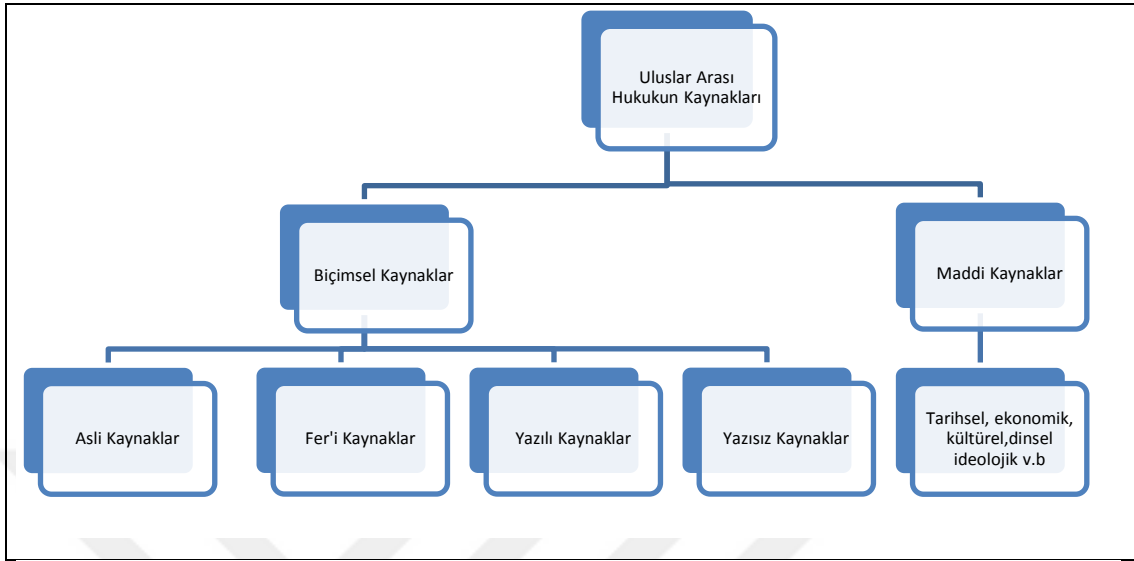 Uluslar Arası
Hukukun Kaynakları
Biçimsel Kaynaklar
Maddi Kaynaklar
Asli Kaynaklar
Fer'i Kaynaklar
Yazılı Kaynaklar
Yazısız Kaynaklar
Tarihsel, ekonomik,
kültürel,dinsel
ideolojik v.b